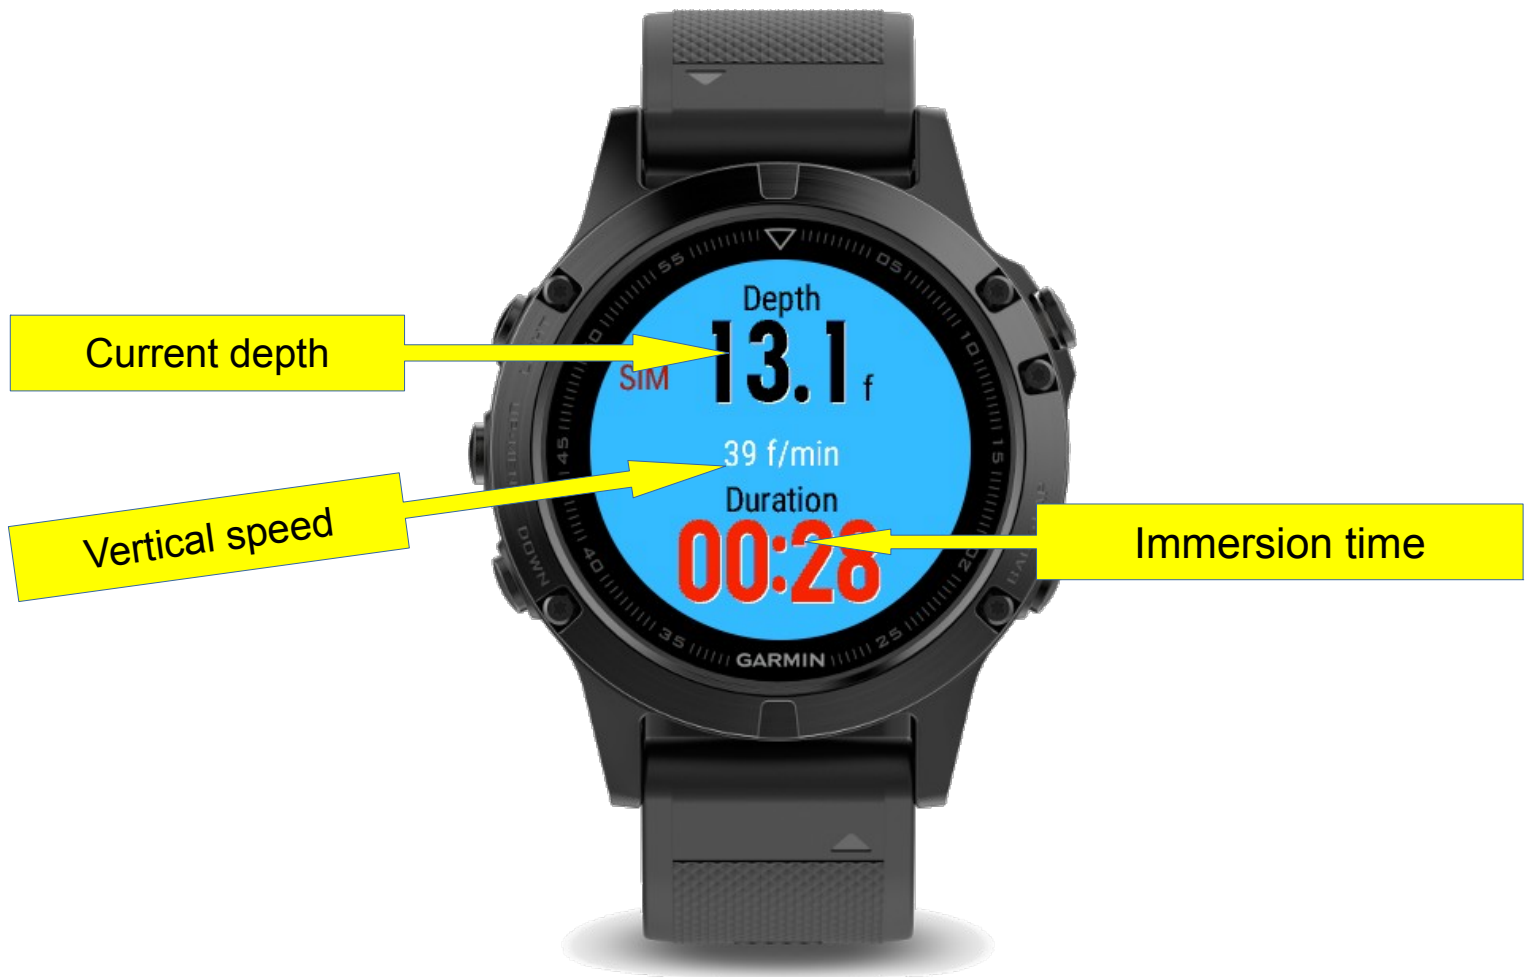 55
05
Depth
10
Current depth
13.1 f
SIM
45
39 f/min
15
Vertical speed
Duration
00:28
Immersion time
DOWN
40
20
35
25
GARMIN